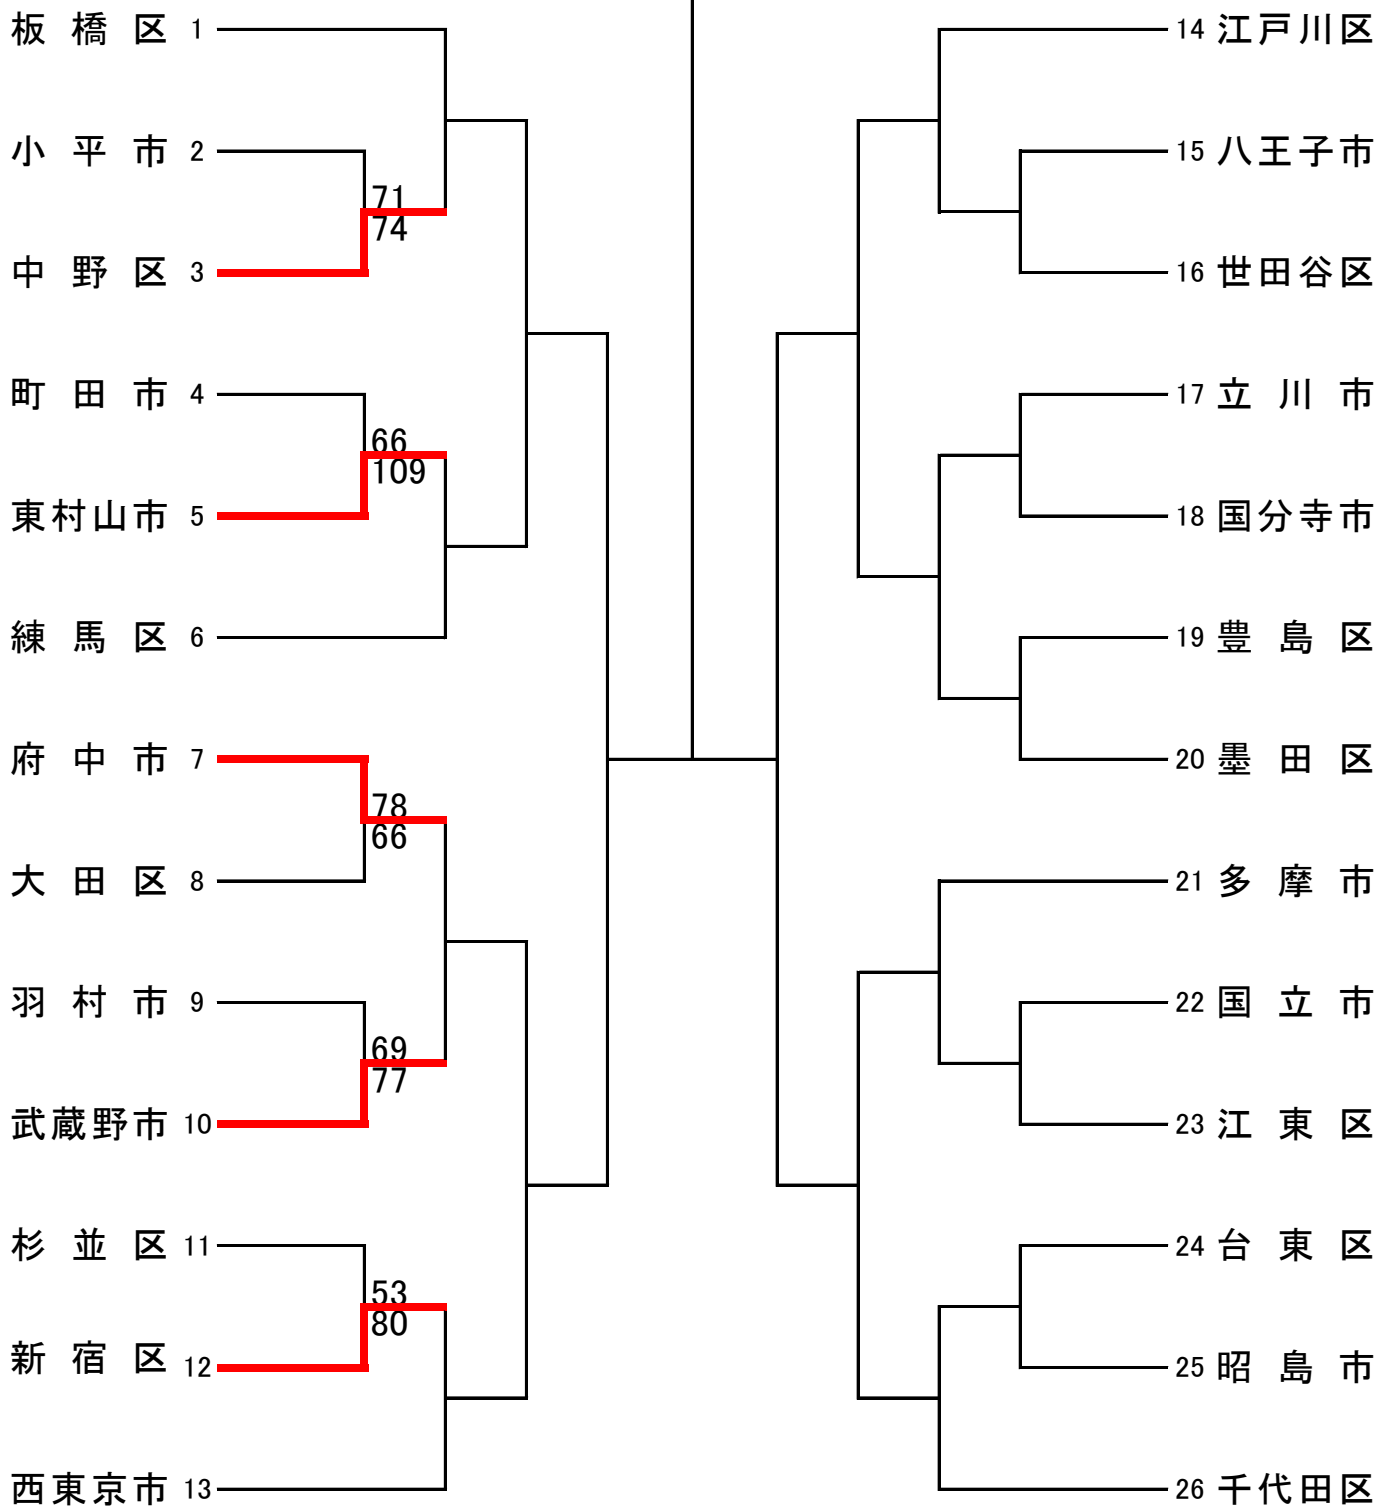 板橋区 1
小平市 2
71
74
中野区 3
町田市 4
66
109
東村山市 5
練馬区 6
府中市 7
78
66
大田区 8
羽村市 9
69
77
武蔵野市 10
杉並区 11
53
80
新宿区 12
西東京市 13
14 江戸川区
15 八王子市
16 世田谷区
17 立川市
18 国分寺市
19 豊島区
20 墨田区
21 多摩市
22 国立市
23 江東区
24 台東区
25 昭島市
26 千代田区